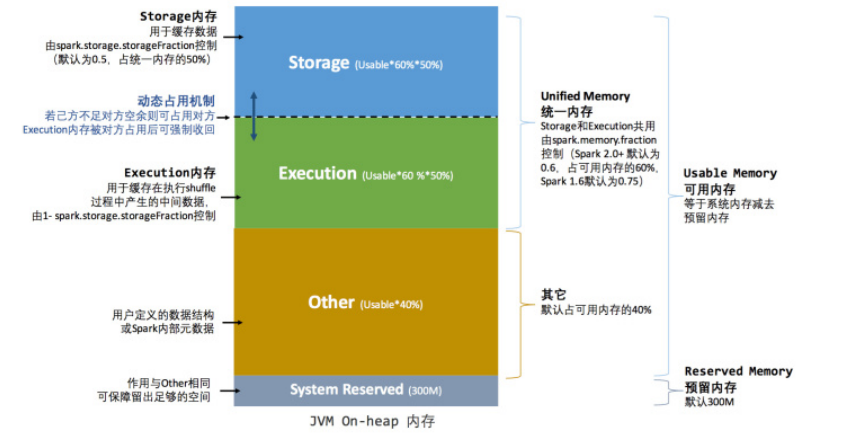 Storage内存
用于缓存数据
由spark.storage.storageFraction控制
（默认为0.5，占统一内存的50%）
动态占用机制
若己方不足对方空余则可占用对方
Execution内存被对方占用后可强制收回
Execution内存
用于缓存在执行shuffle
过程中产生的中间数据，
由1- spark.storage.storageFraction控制
用户定义的数据结构
或Spark内部元数据
作用与Other相同
可保障留出足够的空间
Storage (Usable*60%*50%)
Execution (Usable*60 %*50%)
Other (Usable*40%)
System Reserved (300M)
JVM On-heap 内存
Unified Memory
统一内存
Storage和Execution共用
由spark.memory.fraction
控制（Spark 2.0+ 默认为
0.6，占可用内存的60%，
Spark 1.6默认为0.75）
其它
默认占可用内存的40%
Usable Memory
可用内存
等于系统内存减去
预留内存
Reserved Memory
预留内存
默认300M